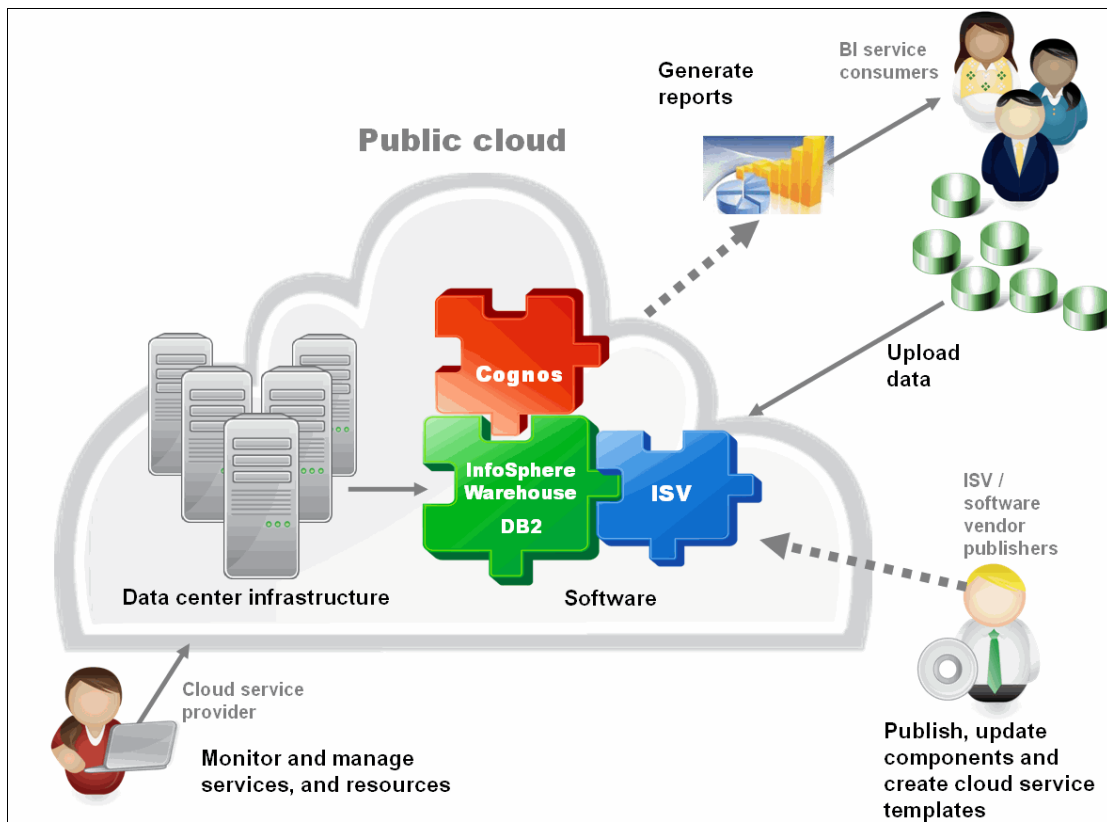 BI service
consumers
Generate
reports
Public cloud
Cognos
Upload
data
InfoSphere
Warehouse
DB2
ISV
ISV /
software
vendor
publishers
Data center infrastructure
Software
Cloud service
provider
Monitor and manage
services, and resources
Publish, update
components and
create cloud service
templates